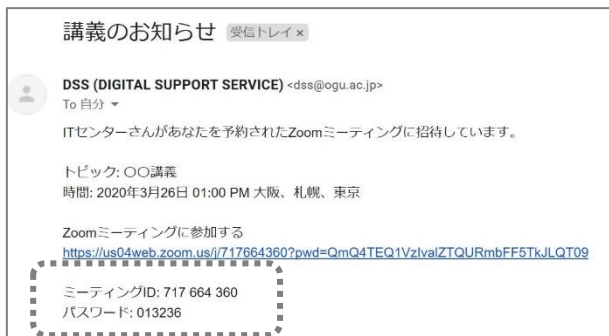 講義のお知らせ 受信トレイ×
DSS (DIGITAL SUPPORT SERVICE) <dss@ogu.ac.jp>
To 自分
ITセンターさんがあなたを予約されたZoomミーティングに招待しています。
トピック: 〇〇講義
時間: 2020年3月26日 01:00 PM 大阪、札幌、東京
Zoomミーティングに参加する
https://us04web.zoom.us/j/717664360?pwd=QmQ4TEQ1VzIvalZTQURmbFF5TkJLQT09
ミーティングID: 717 664 360
パスワード: 013236